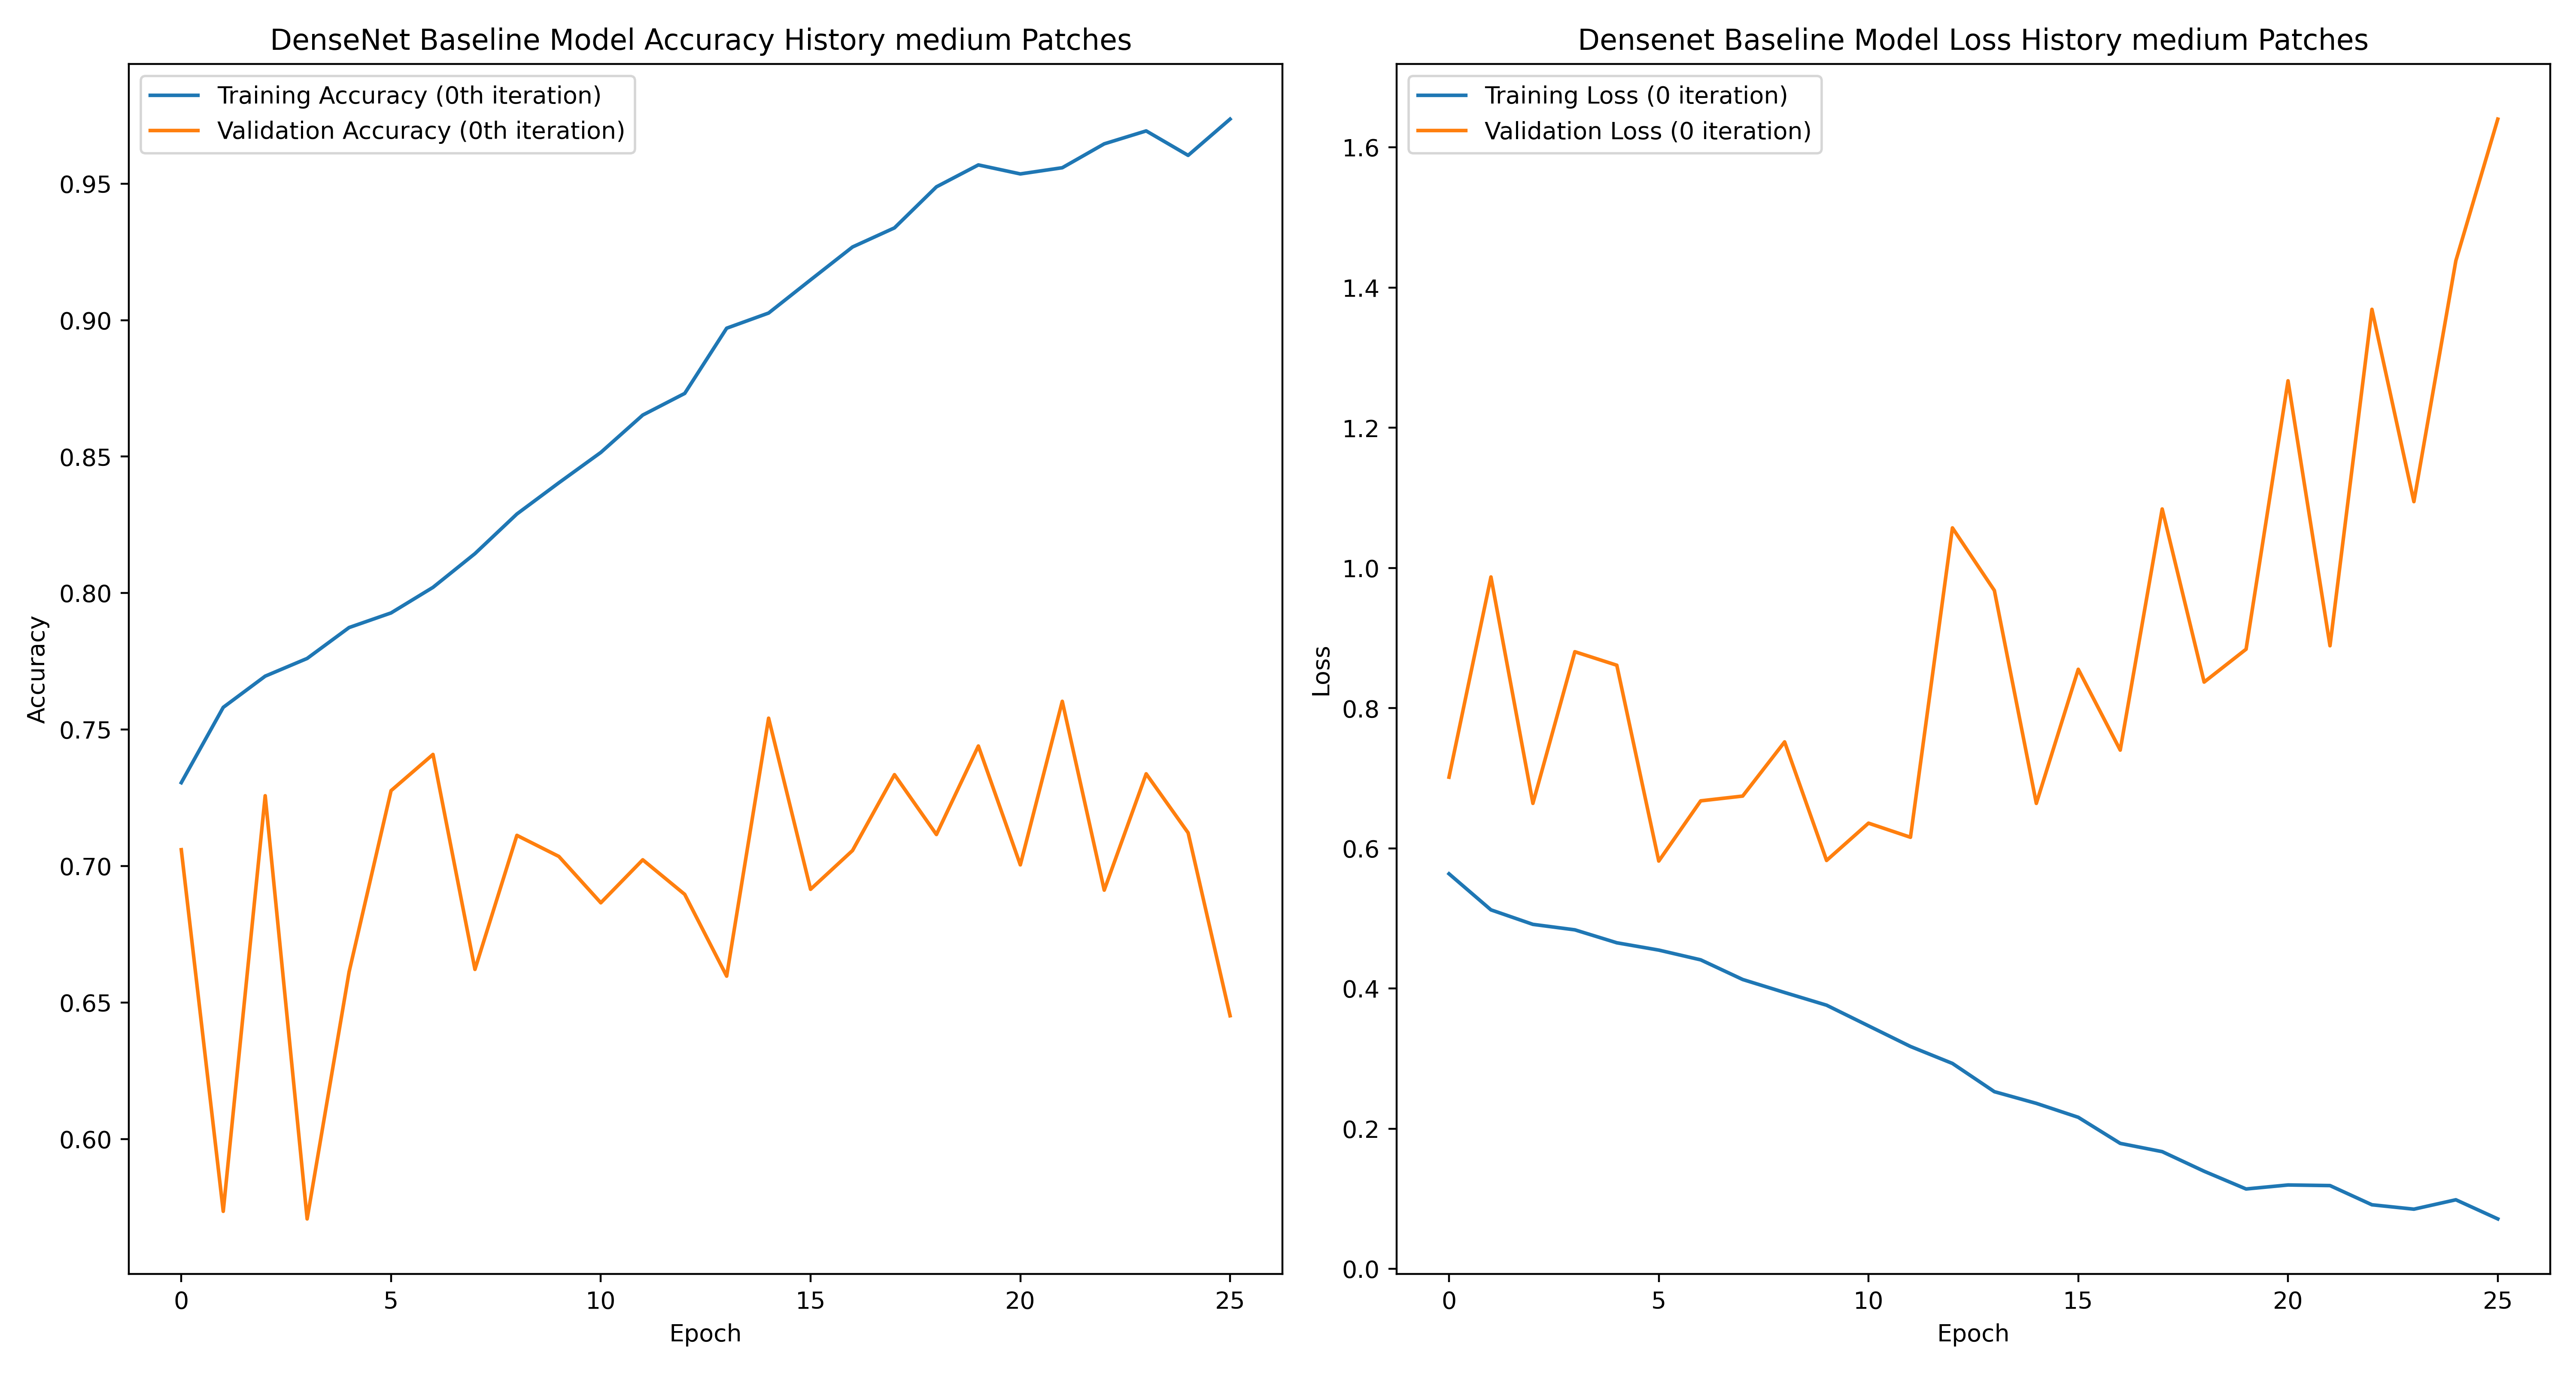 DenseNet Baseline Model Accuracy History medium Patches
Training Accuracy (0th iteration)
Validation Accuracy (0th iteration)
0.95
0.90
0.85
0.80
0.75
0.70
0.65
0.60
Accuracy
0 5 10 15 20 25
Epoch
Densenet Baseline Model Loss History medium Patches
Training Loss (0 iteration)
Validation Loss (0 iteration)
1.6
1.4
1.2
1.0
0.8
0.6
0.4
0.2
0.0
Loss
0 5 10 15 20 25
Epoch